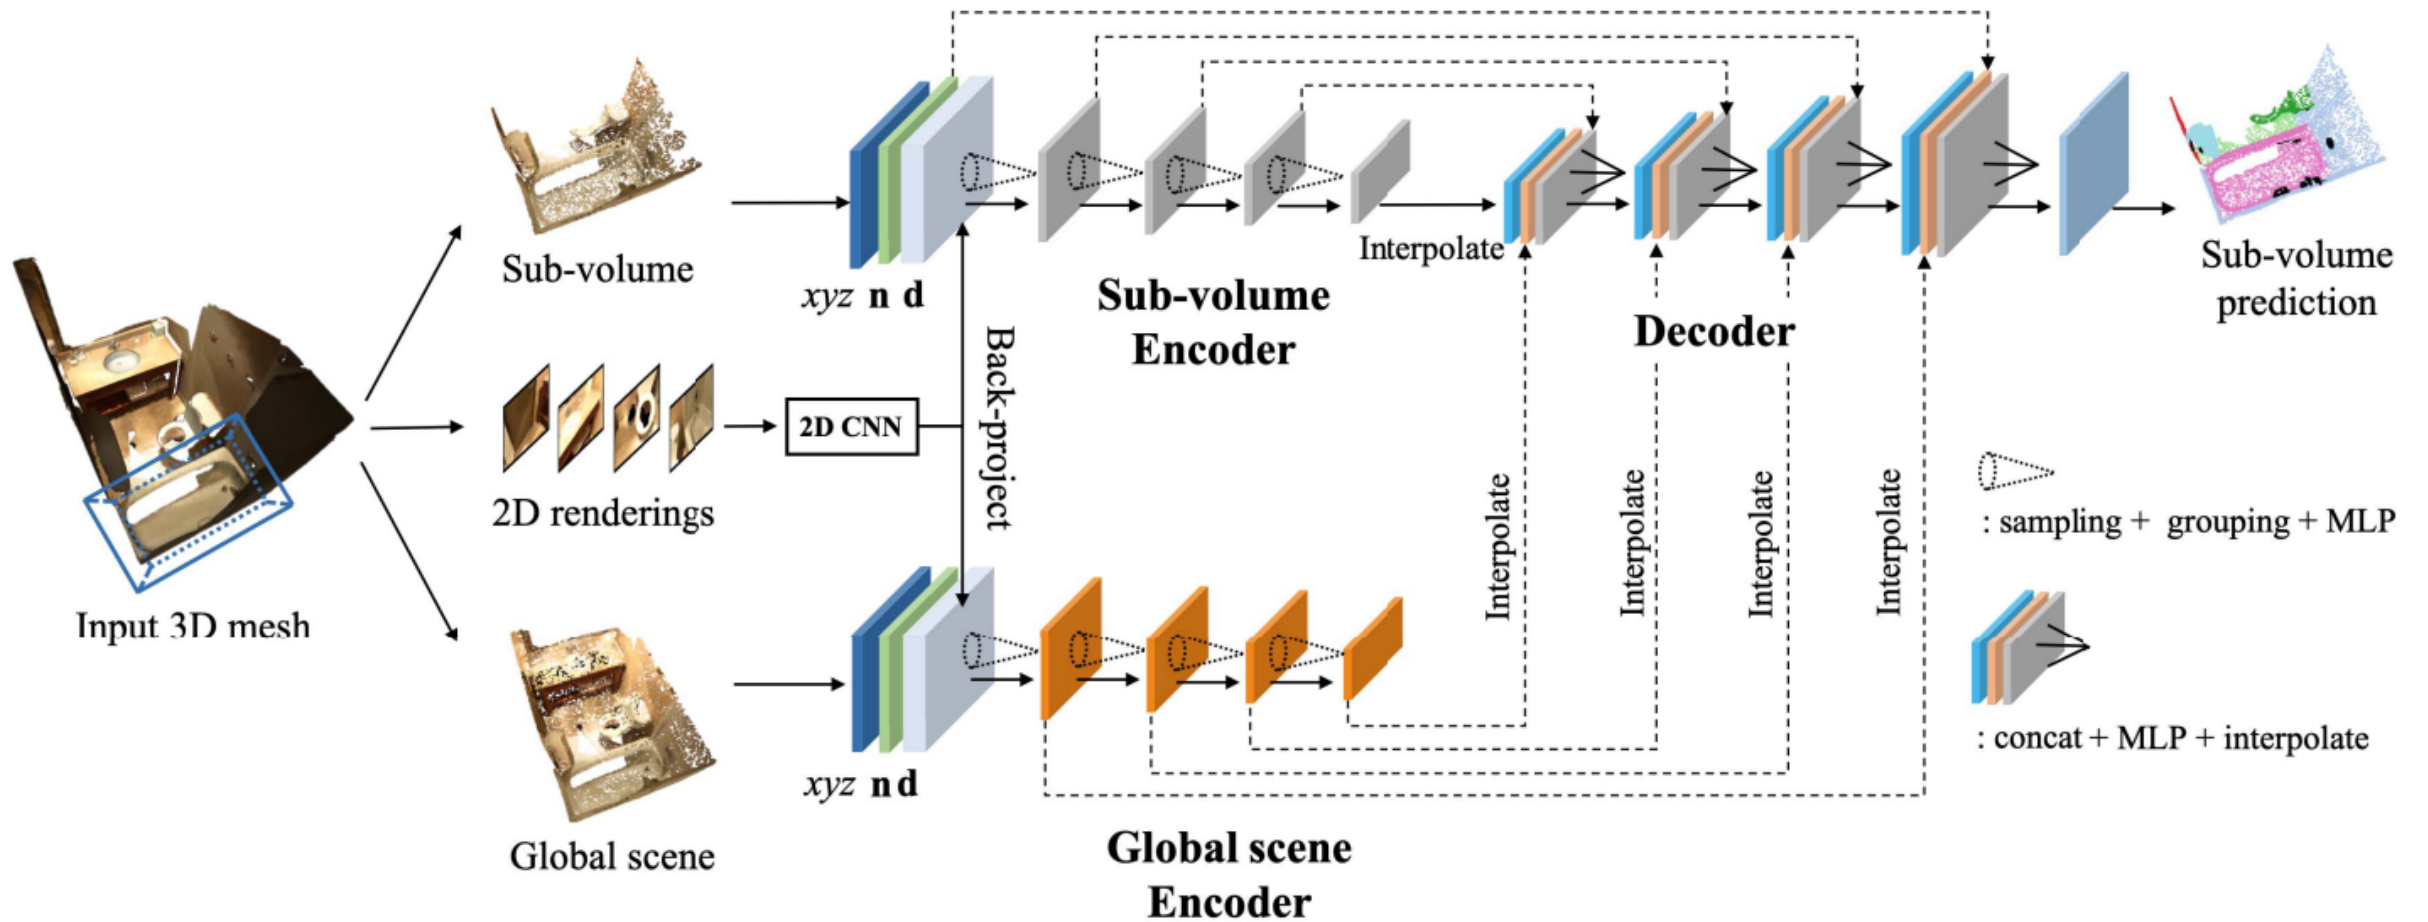 Sub-volume
xyz n d
Sub-volume
Encoder
Interpolate
Decoder
Sub-volume
prediction
Input 3D mesh
2D renderings
2D CNN
Back-project
Interpolate
Interpolate
Interpolate
Interpolate
: sampling + grouping + MLP
: concat + MLP + interpolate
Global scene
xyz n d
Global scene
Encoder